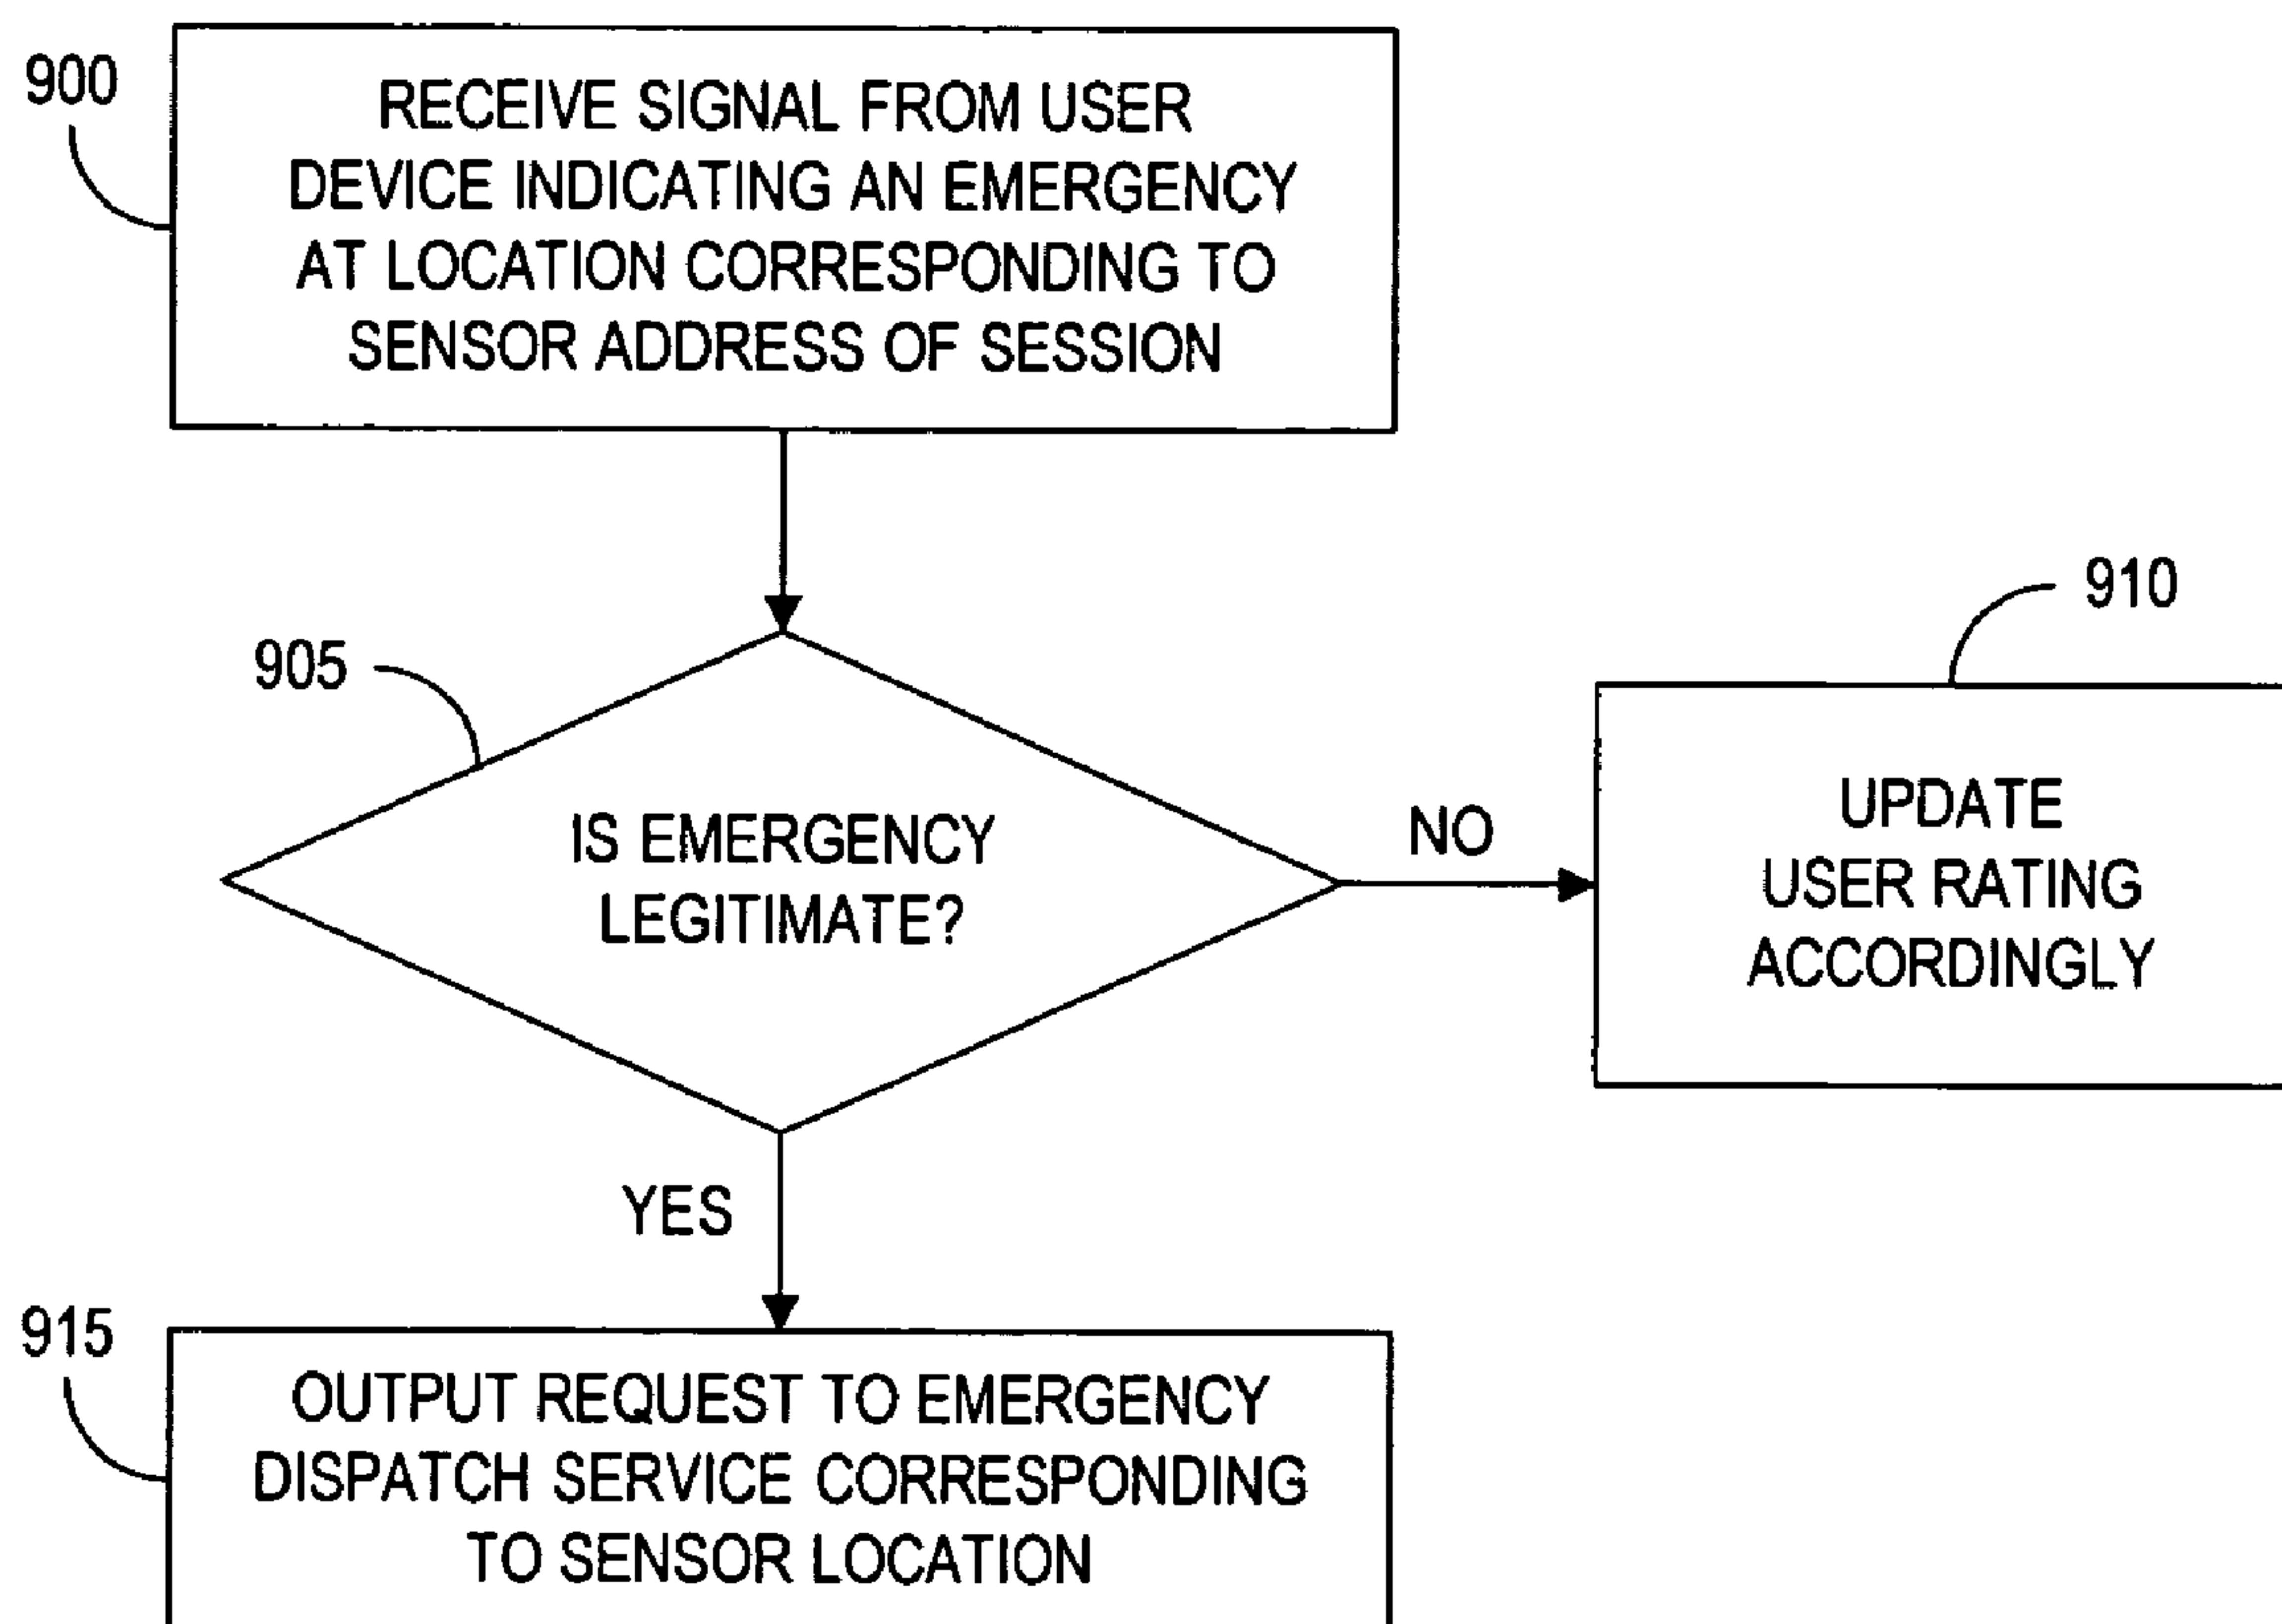 900
RECEIVE SIGNAL FROM USER
DEVICE INDICATING AN EMERGENCY
AT LOCATION CORRESPONDING TO
SENSOR ADDRESS OF SESSION
905
IS EMERGENCY
LEGITIMATE?
NO
910
UPDATE
USER RATING
ACCORDINGLY
YES
915
OUTPUT REQUEST TO EMERGENCY
DISPATCH SERVICE CORRESPONDING
TO SENSOR LOCATION